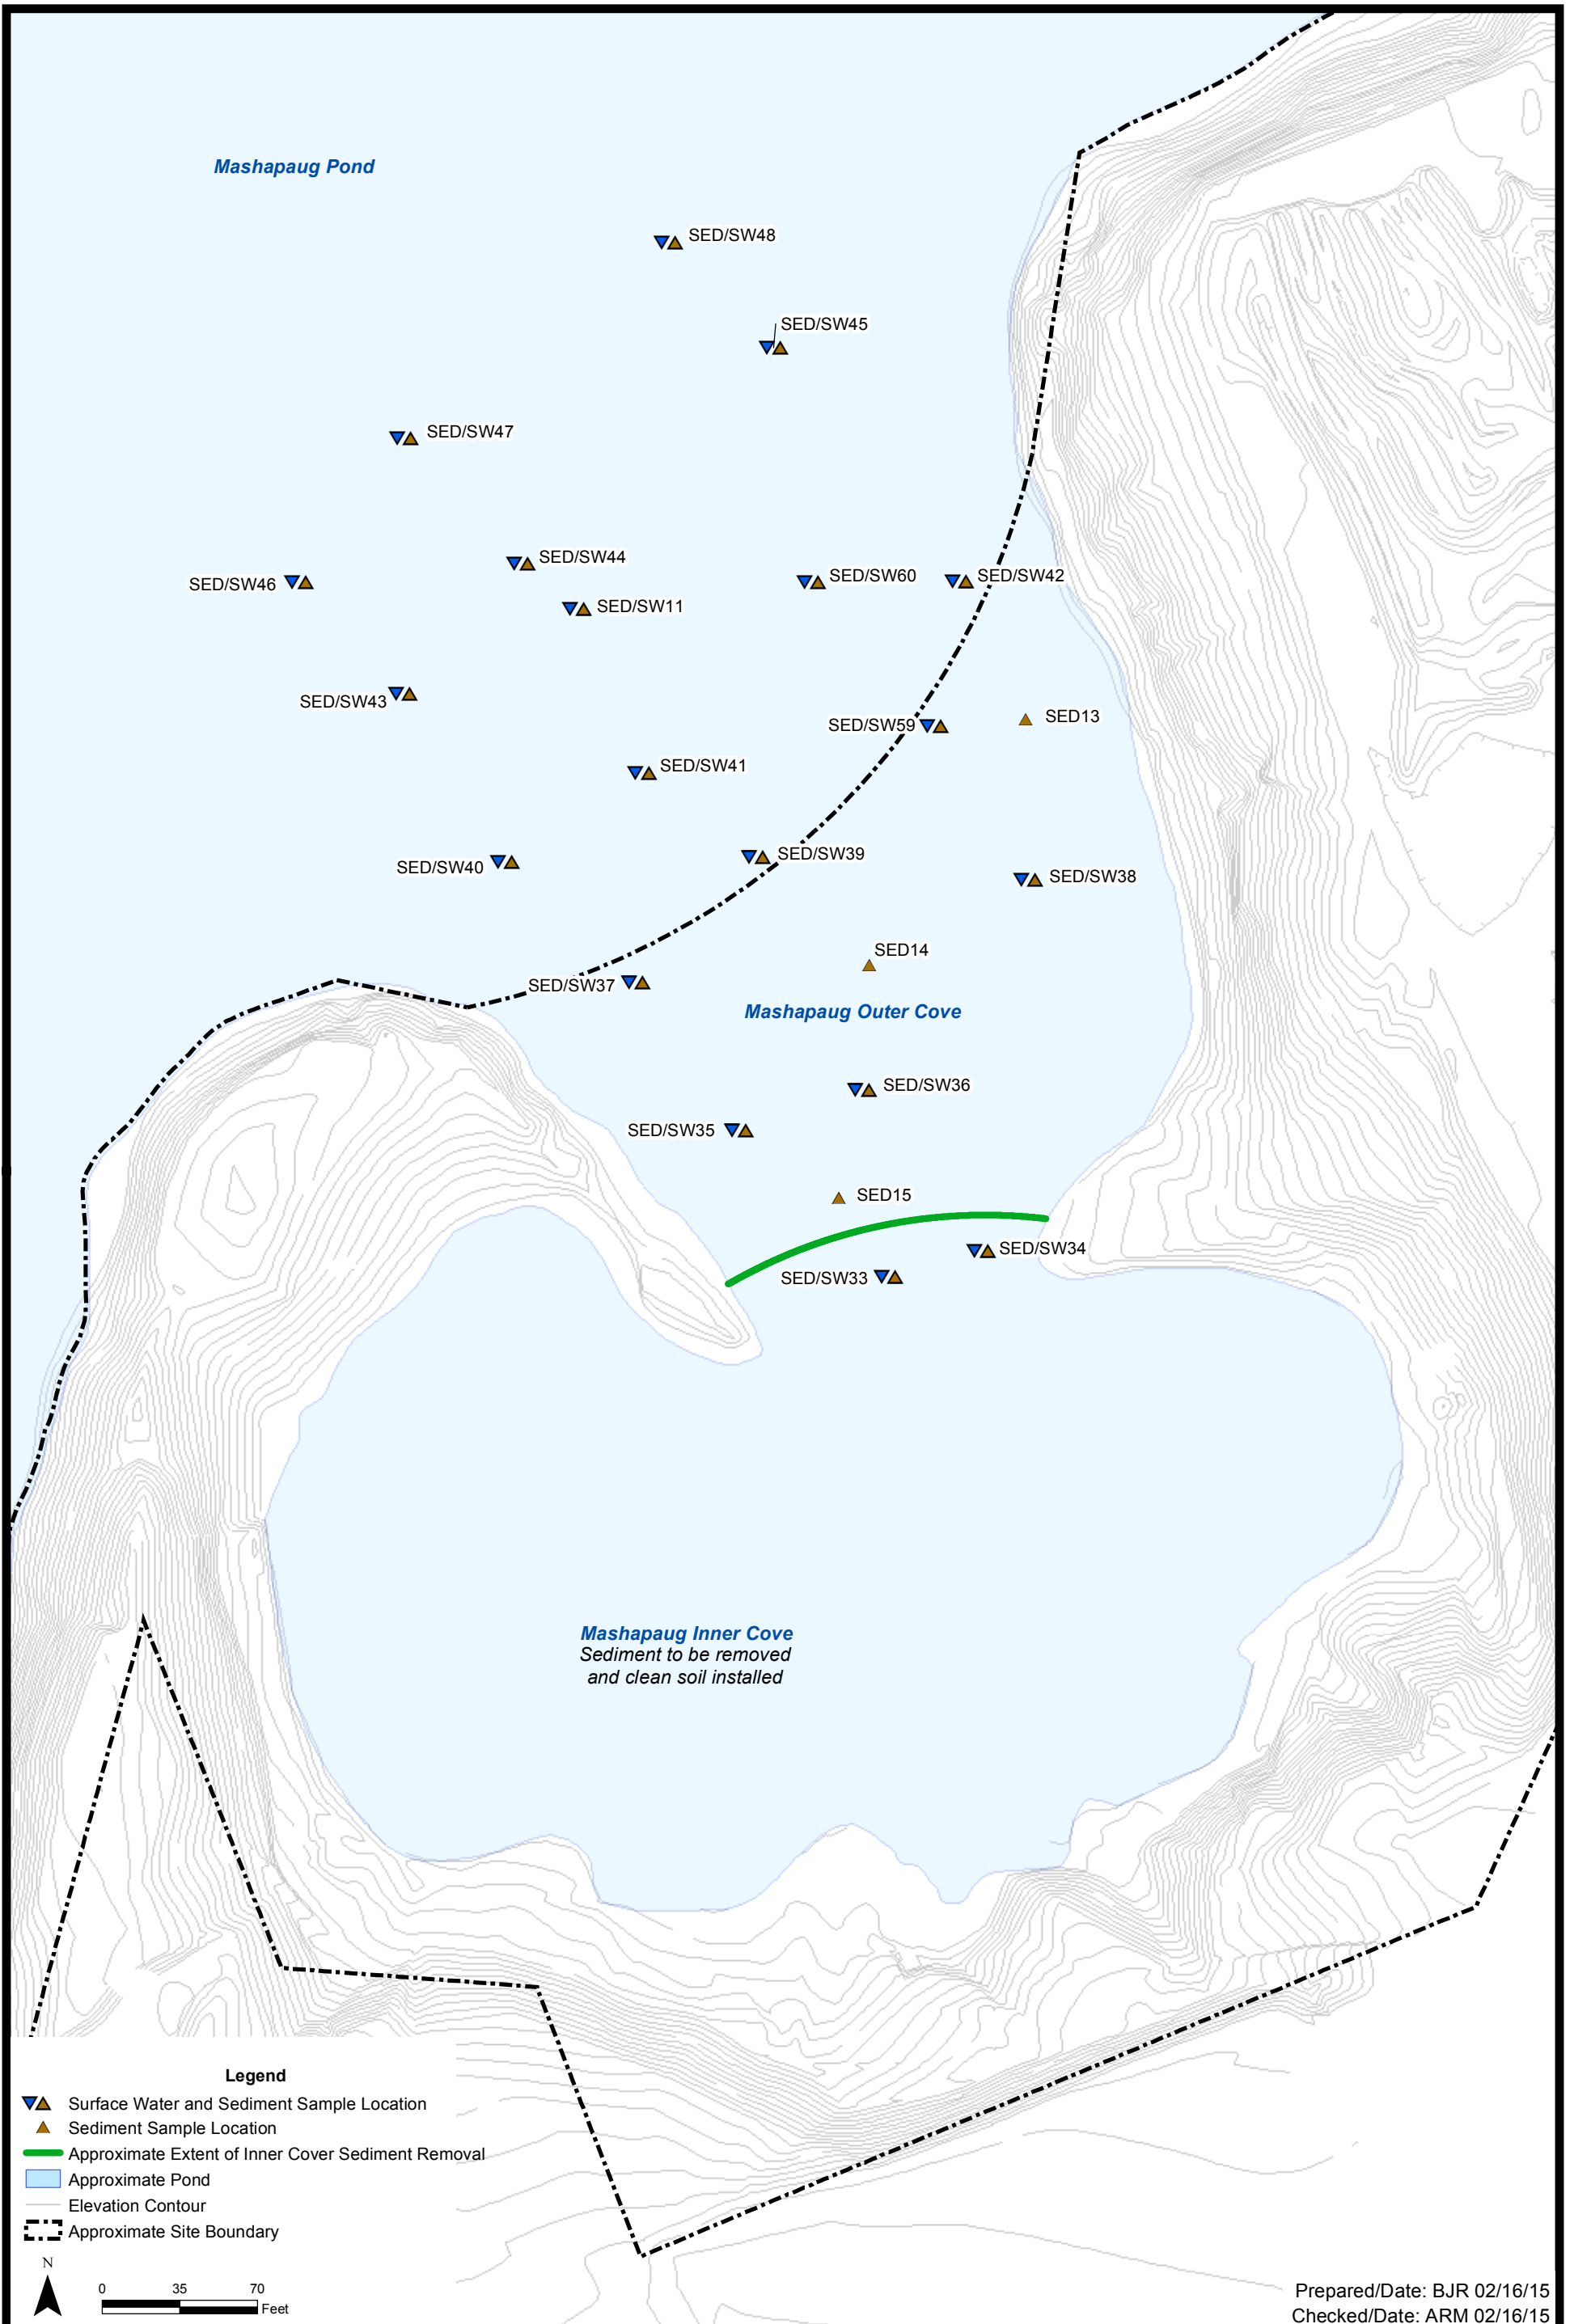 Mashapaug Pond
SED/SW48
SED/SW45
SED/SW47
SED/SW44
SED/SW46
SED/SW60
SED/SW42
SED/SW11
SED/SW43
SED/SW59
SED13
SED/SW41
SED/SW39
SED/SW40
SED/SW38
SED14
SED/SW37
Mashapaug Outer Cove
SED/SW36
SED/SW35
SED15
SED/SW34
SED/SW33
Mashapaug Inner Cove
Sediment to be removed
and clean soil installed
Legend
Surface Water and Sediment Sample Location
Sediment Sample Location
Approximate Extent of Inner Cover Sediment Removal
Approximate Pond
Elevation Contour
Approximate Site Boundary
N
0 35 70
Feet
Prepared/Date: BJR 02/16/15
Checked/Date: ARM 02/16/15